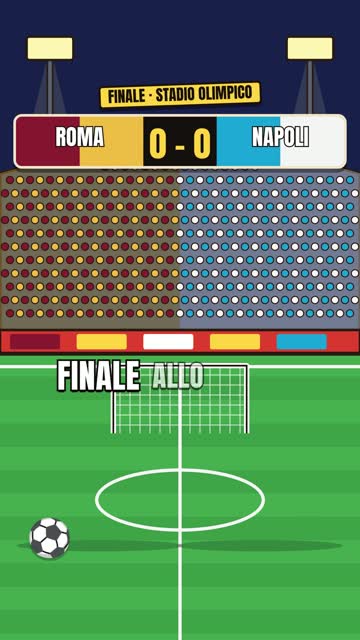 FINALE · STADIO OLIMPICO
ROMA 0 - 0 NAPOLI
FINALE ALLO